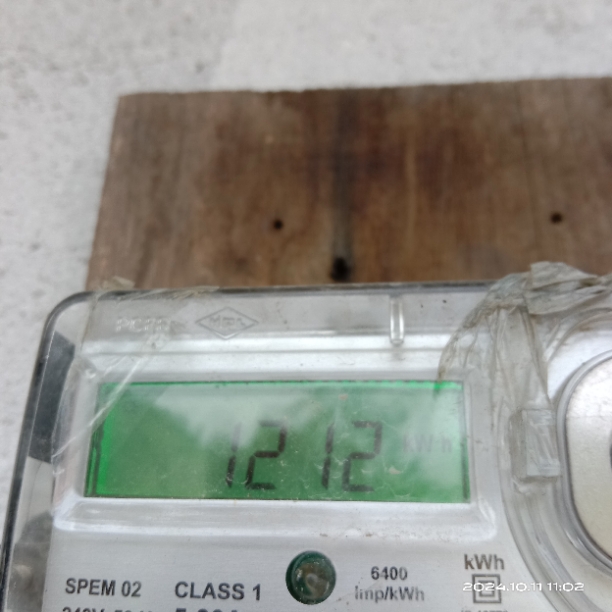 1212 kWh
SPEM 02 CLASS 1
6400
imp/kWh
kWh
2024.10.11 11:02